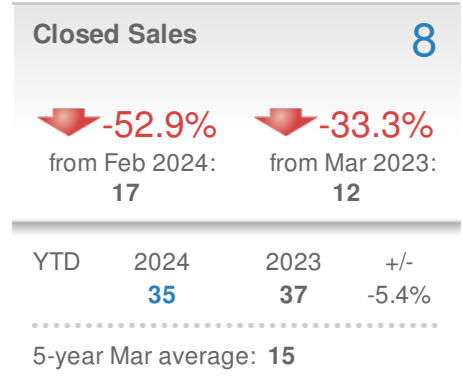 Closed Sales 8
-52.9% -33.3%
from Feb 2024: from Mar 2023:
17 12
YTD 2024 2023 +/-
35 37 -5.4%
5-year Mar average: 15